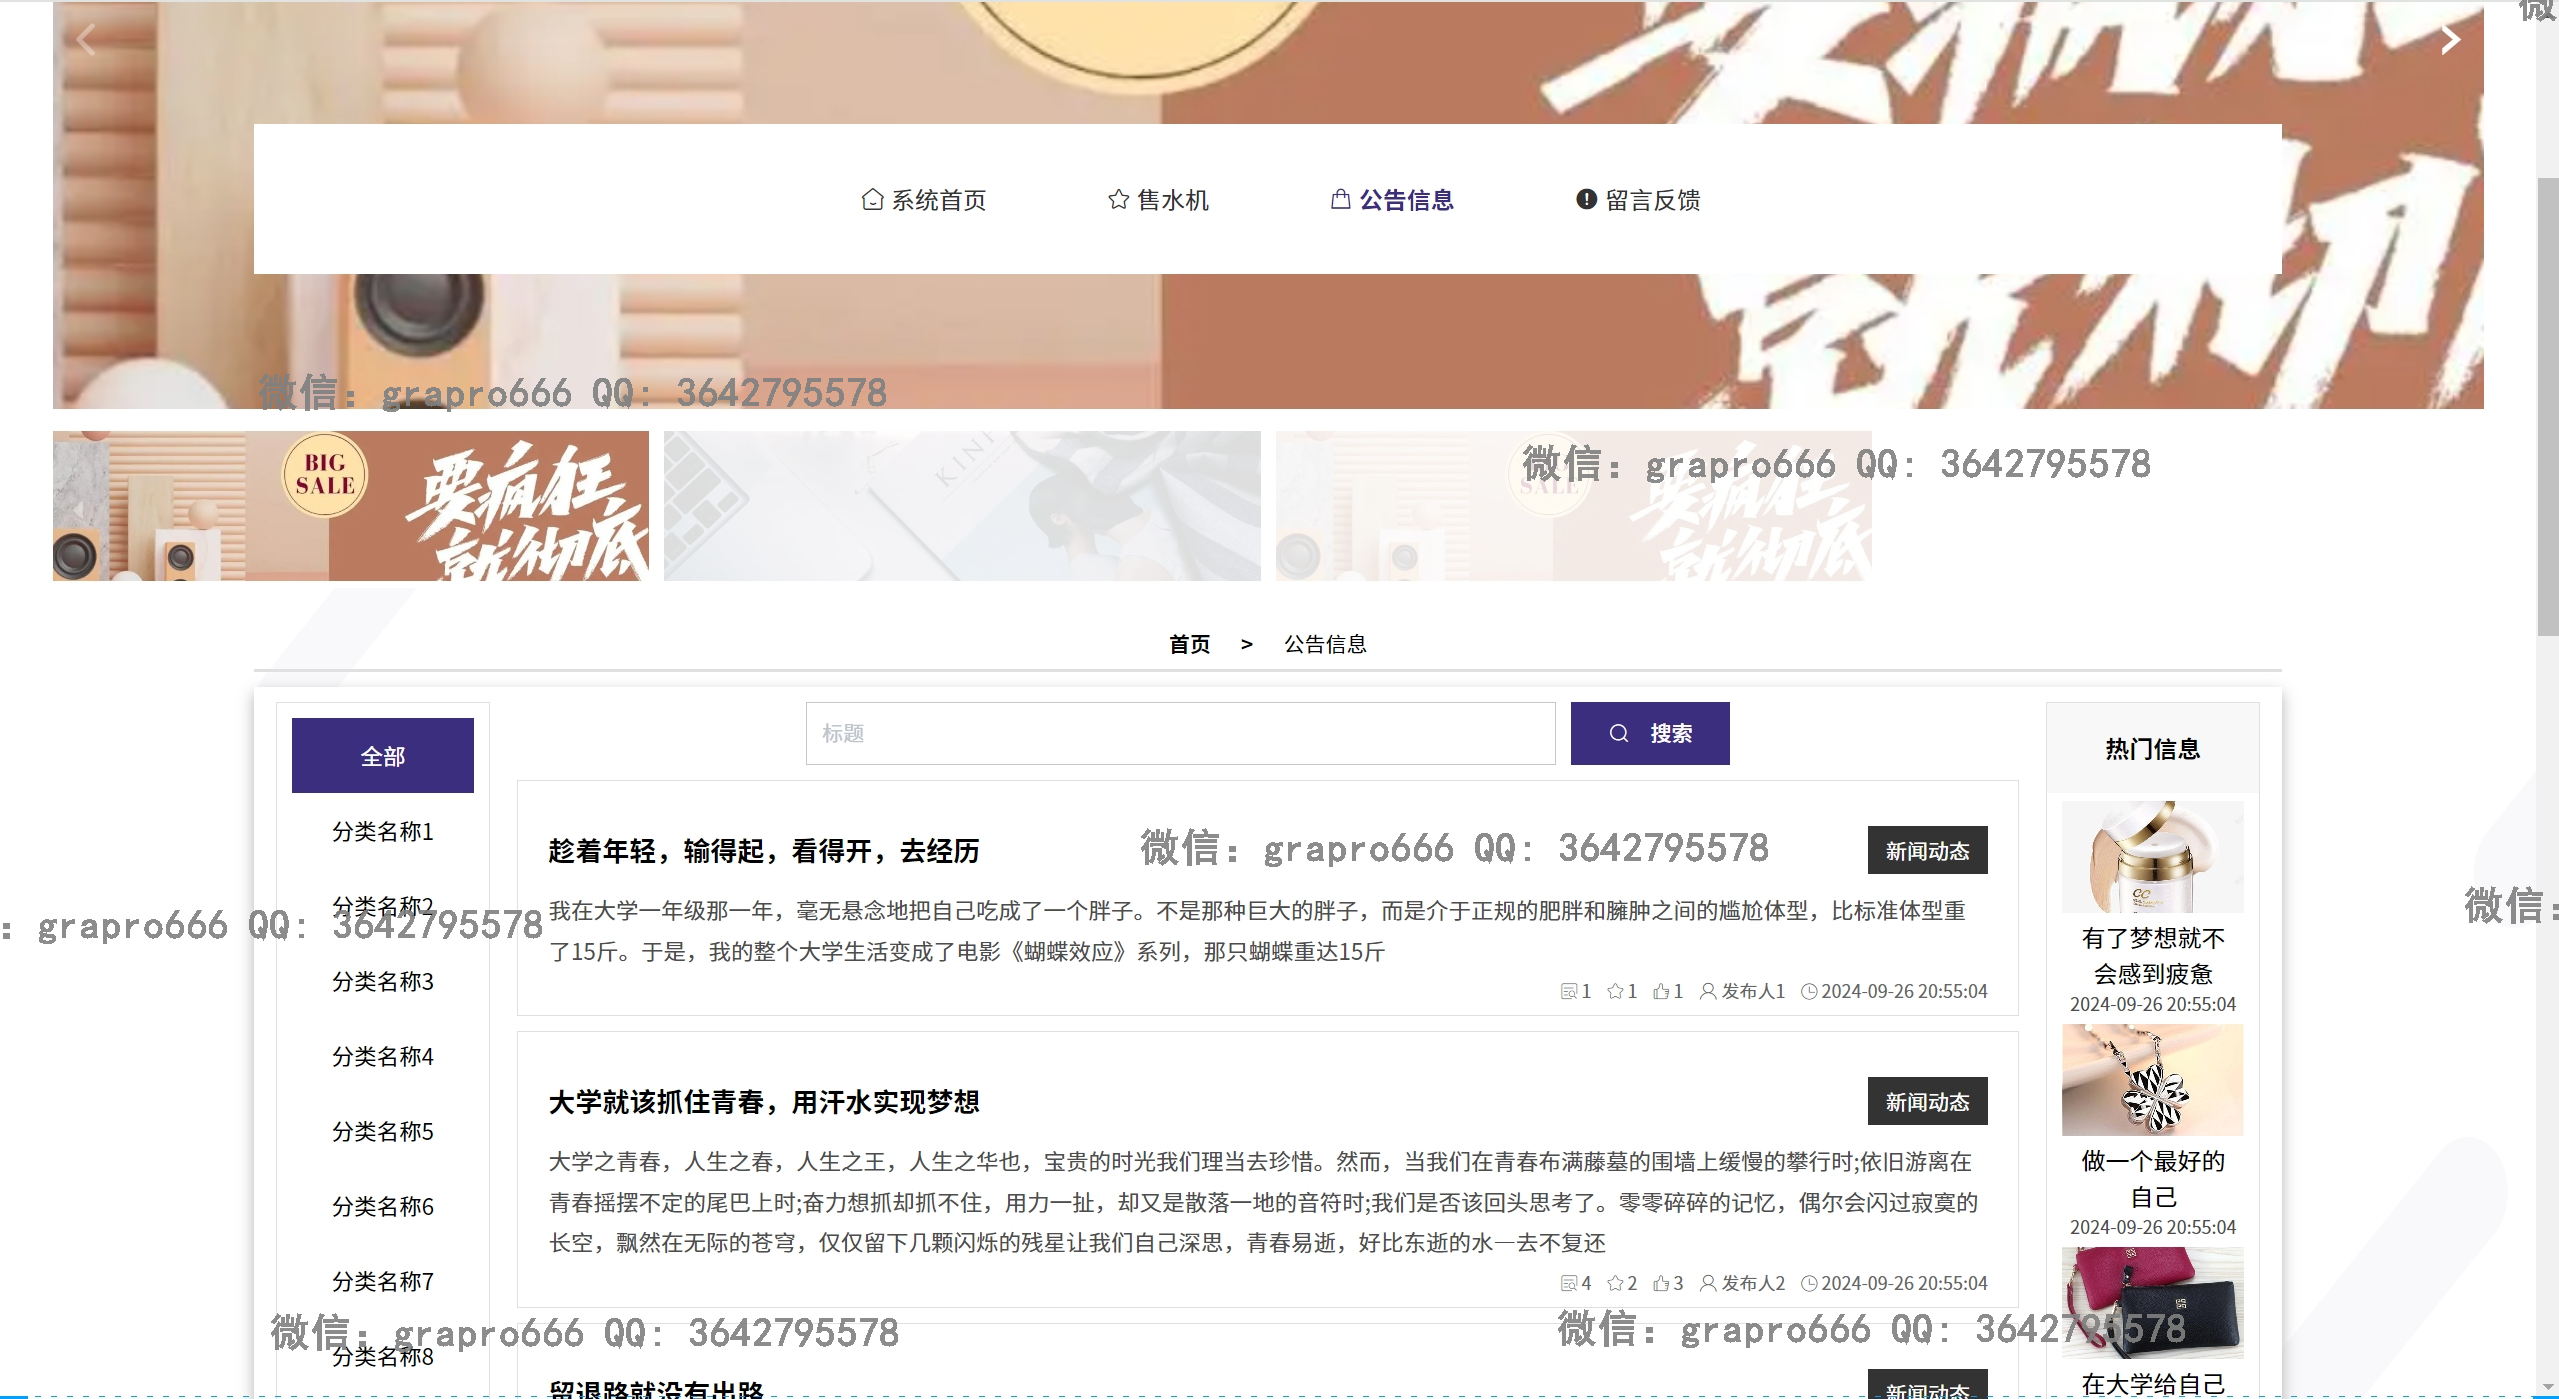 系统首页
售水机
公告信息
留言反馈
微信: grapro666 QQ: 3642795578
BIG
SALE
要疯狂
就彻底
SALE
要疯狂
就彻底
微信: grapro666 QQ: 3642795578
首页 > 公告信息
全部
分类名称1
分类名称2
分类名称3
分类名称4
分类名称5
分类名称6
分类名称7
分类名称8
标题
搜索
趁着年轻，输得起，看得开，去经历
新闻动态
微信: grapro666 QQ: 3642795578
我在大学一年级那一年，毫无悬念地把自己吃成了一个胖子。不是那种巨大的胖子，而是介于正规的肥胖和臃肿之间的尴尬体型，比标准体型重
了15斤。于是，我的整个大学生活变成了电影《蝴蝶效应》系列，那只蝴蝶重达15斤
1 1 1 发布人1 2024-09-26 20:55:04
: grapro666 QQ: 3642795578
大学就该抓住青春，用汗水实现梦想
新闻动态
大学之青春，人生之春，人生之王，人生之华也，宝贵的时光我们理当去珍惜。然而，当我们在青春布满藤墓的围墙上缓慢的攀行时;依旧游离在
青春摇摆不定的尾巴上时;奋力想抓却抓不住，用力一扯，却又是散落一地的音符时;我们是否该回头思考了。零零碎碎的记忆，偶尔会闪过寂寞的
长空，飘然在无际的苍穹，仅仅留下几颗闪烁的残星让我们自己深思，青春易逝，好比东逝的水一去不复还
4 2 3 发布人2 2024-09-26 20:55:04
微信: grapro666 QQ: 3642795578
微信: grapro666 QQ: 3642795578
留退路就没有出路
新闻动态
热门信息
有了梦想就不
会感到疲惫
2024-09-26 20:55:04
微信:
做一个最好的
自己
2024-09-26 20:55:04
在大学给自己